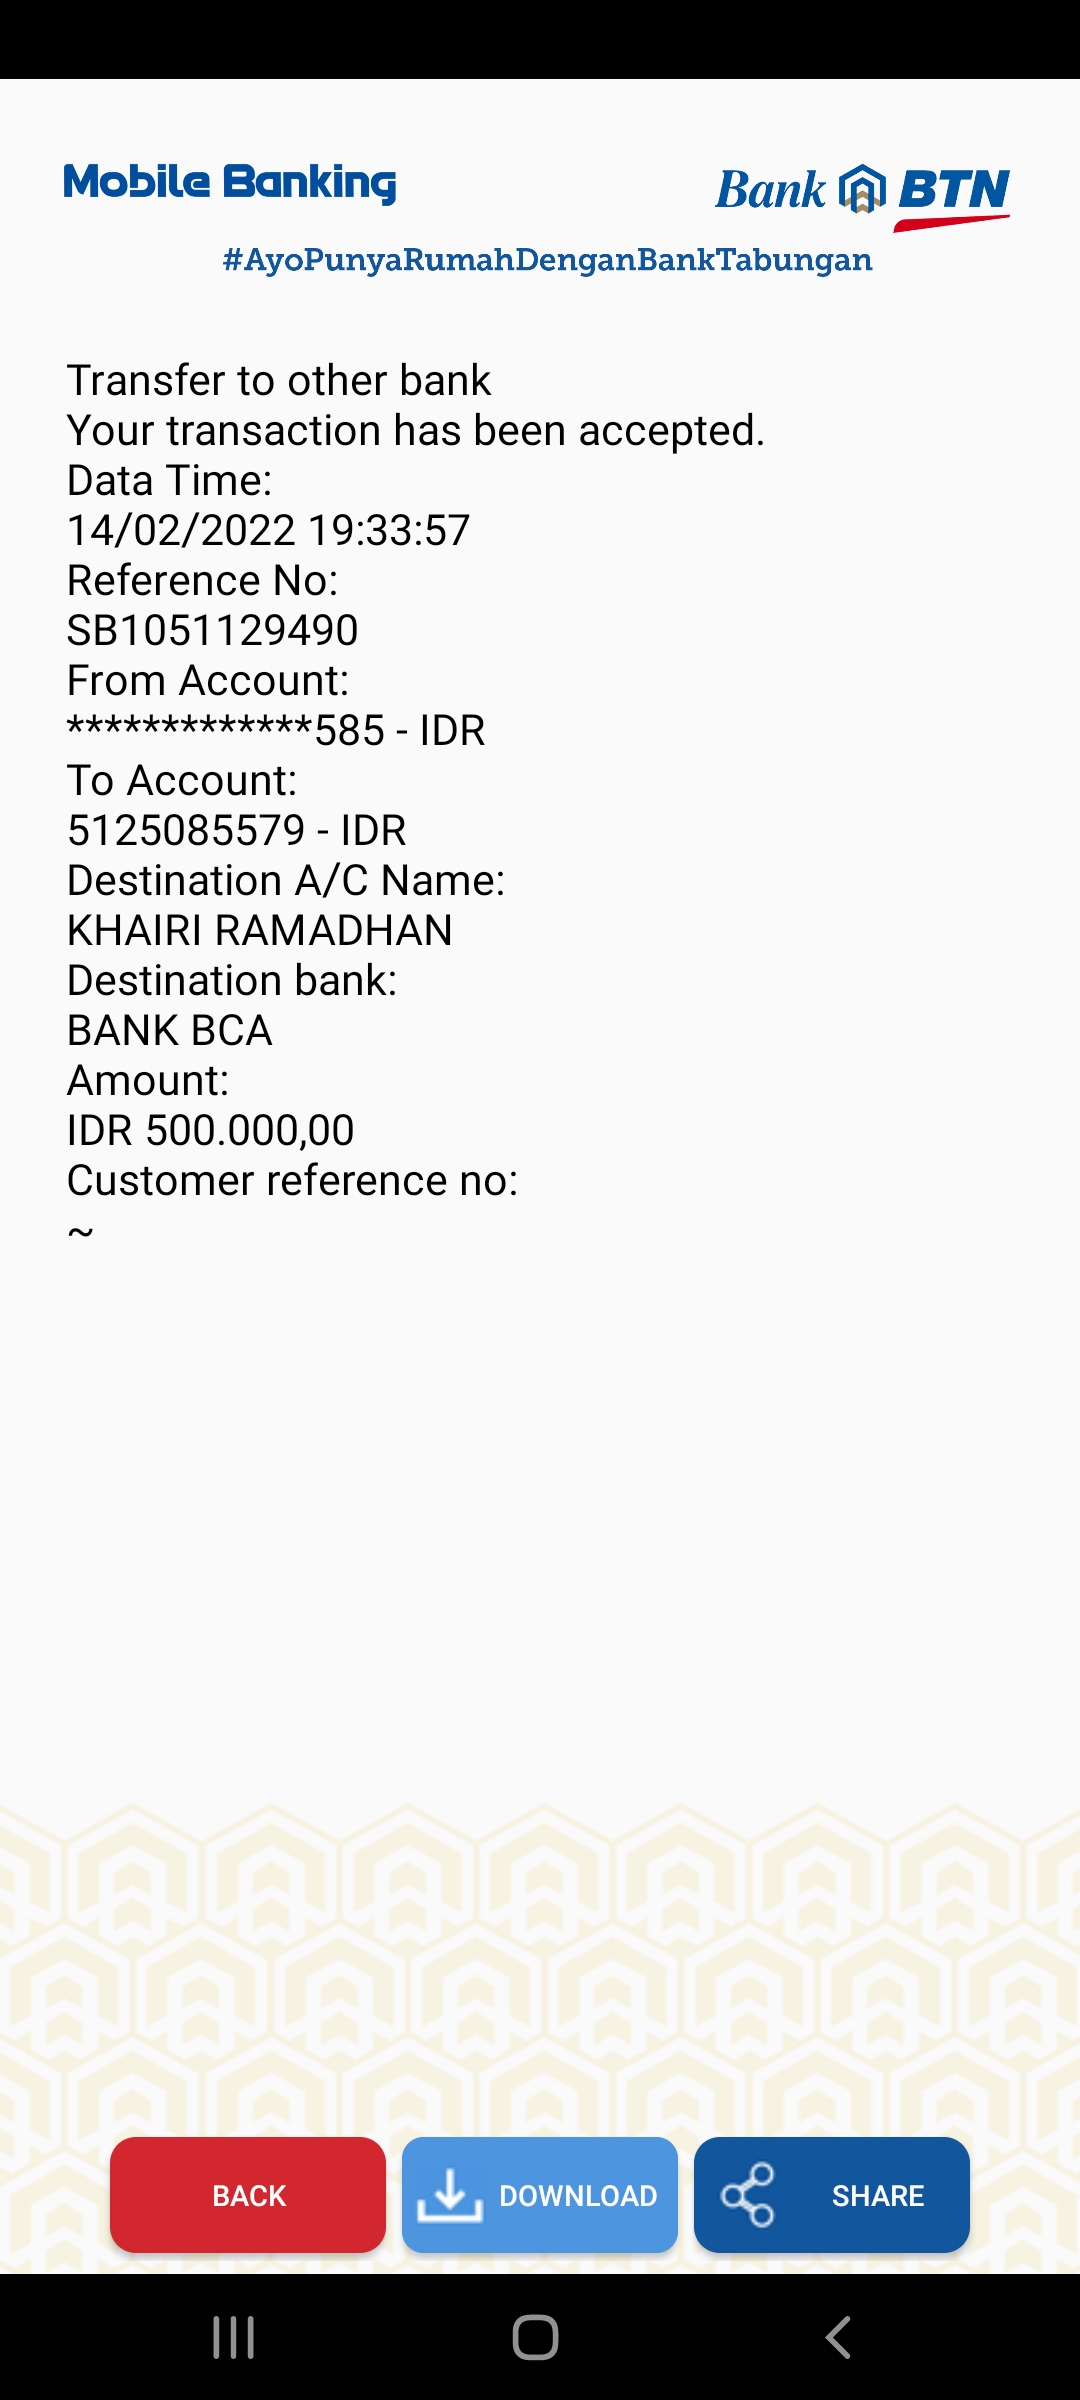 Mobile Banking
Bank BTN
#AyoPunyaRumahDenganBankTabungan
Transfer to other bank
Your transaction has been accepted.
Data Time:
14/02/2022 19:33:57
Reference No:
SB1051129490
From Account:
*************585 - IDR
To Account:
5125085579 - IDR
Destination A/C Name:
KHAIRI RAMADHAN
Destination bank:
BANK BCA
Amount:
IDR 500.000,00
Customer reference no:
~
BACK
DOWNLOAD
SHARE